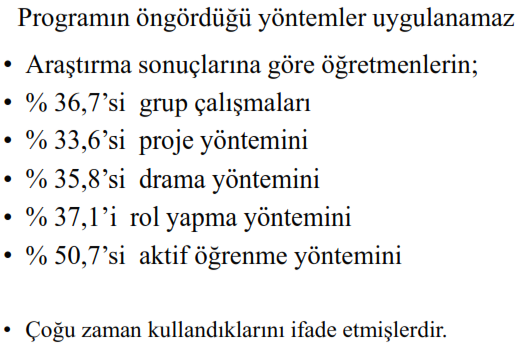 Programın öngördüğü yöntemler uygulanamaz
• Araştırma sonuçlarına göre öğretmenlerin;
• % 36,7’si grup çalışmaları
• % 33,6’si proje yöntemini
• % 35,8’si drama yöntemini
• % 37,1’i rol yapma yöntemini
• % 50,7’si aktif öğrenme yöntemini
• Çoğu zaman kullandıklarını ifade etmişlerdir.